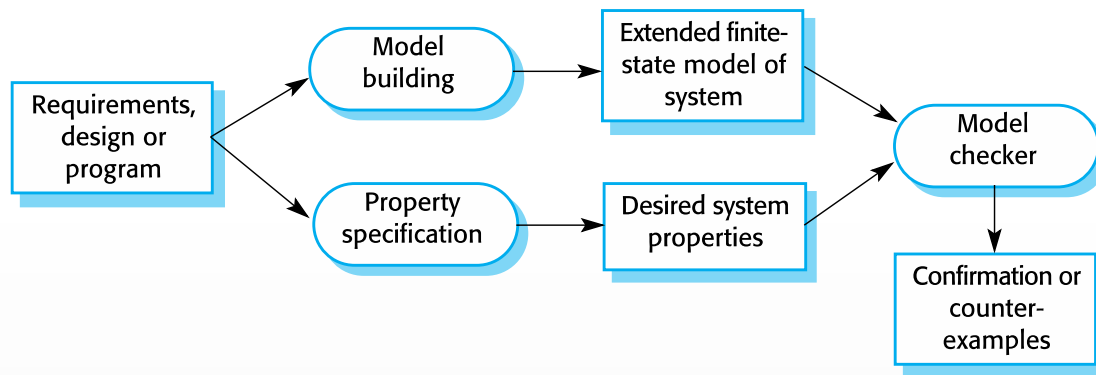 Requirements,
design or
program
Model
building
Extended finite-
state model of
system
Property
specification
Desired system
properties
Model
checker
Confirmation or
counter-
examples